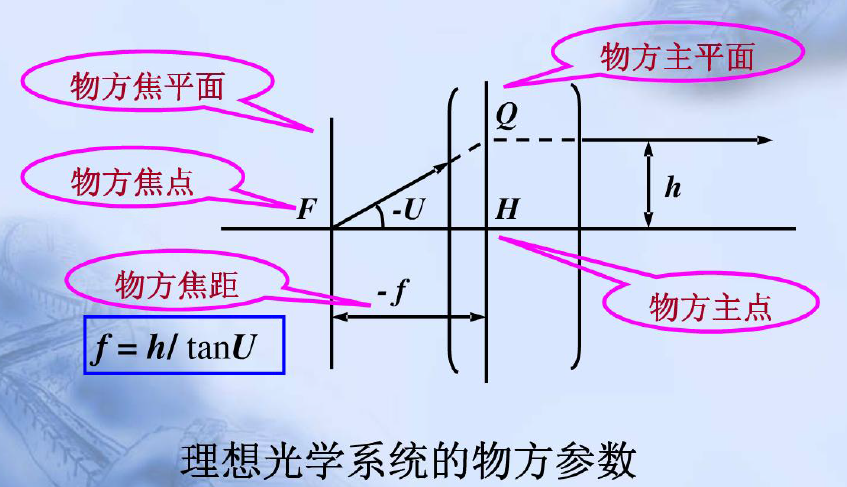 物方主平面
物方焦平面
Q
物方焦点
F
-U
H
h
物方焦距
-f
物方主点
f = h/ tanU
理想光学系统的物方参数